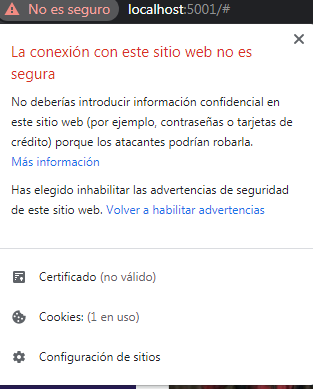 No es seguro localhost:5001/#
La conexión con este sitio web no es
segura
No deberías introducir información confidencial en
este sitio web (por ejemplo, contraseñas o tarjetas de
crédito) porque los atacantes podrían robarla.
Más información
Has elegido inhabilitar las advertencias de seguridad
de este sitio web. Volver a habilitar advertencias
Certificado (no válido)
Cookies: (1 en uso)
Configuración de sitios